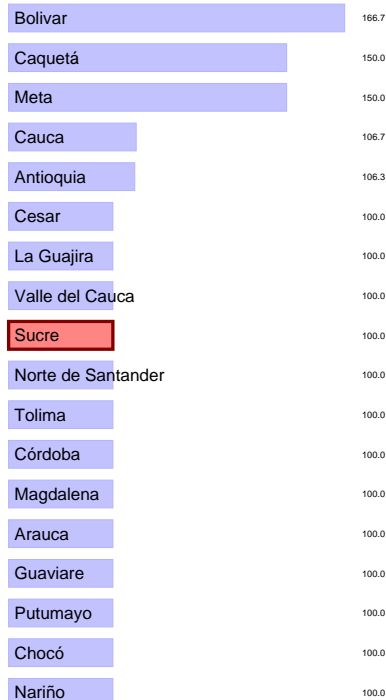 Bolivar 166.7
Caquetá 150.0
Meta 150.0
Cauca 106.7
Antioquia 106.3
Cesar 100.0
La Guajira 100.0
Valle del Cauca 100.0
Sucre 100.0
Norte de Santander 100.0
Tolima 100.0
Córdoba 100.0
Magdalena 100.0
Arauca 100.0
Guaviare 100.0
Putumayo 100.0
Chocó 100.0
Nariño 100.0